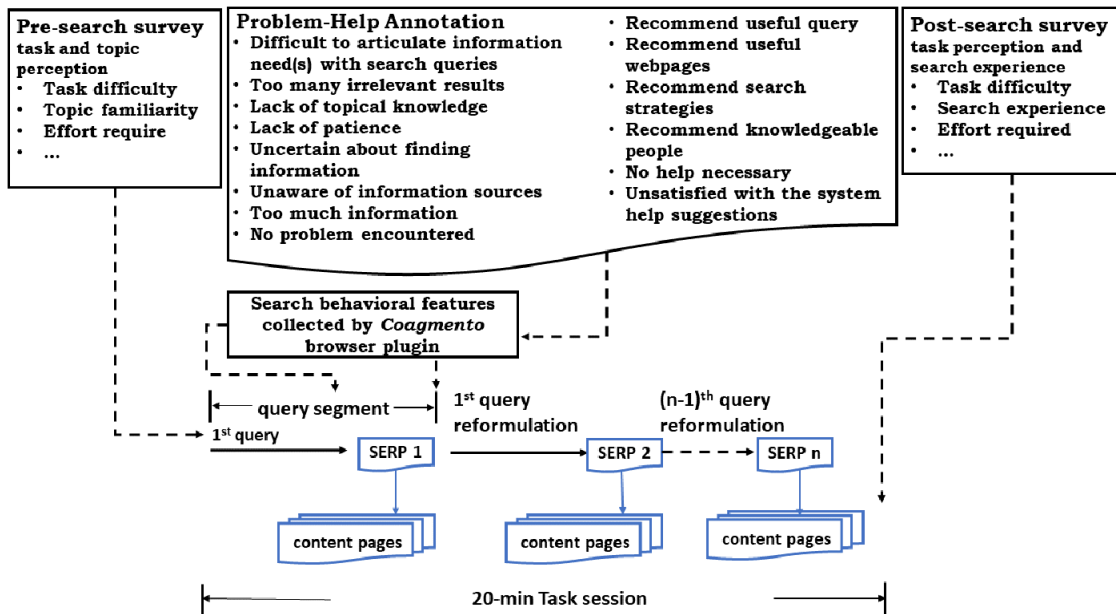 Pre-search survey
task and topic
perception
• Task difficulty
• Topic familiarity
• Effort require
• ...
Problem-Help Annotation
• Difficult to articulate information
need(s) with search queries
• Too many irrelevant results
• Lack of topical knowledge
• Lack of patience
• Uncertain about finding
information
• Unaware of information sources
• Too much information
• No problem encountered
• Recommend useful query
• Recommend useful
webpages
• Recommend search
strategies
• Recommend knowledgeable
people
• No help necessary
• Unsatisfied with the system
help suggestions
Post-search survey
task perception and
search experience
• Task difficulty
• Search experience
• Effort required
• ...
Search behavioral features
collected by Coagmento
browser plugin
query segment
1st query
reformulation
(n-1)th query
reformulation
1st query
SERP 1
SERP 2
SERP n
content pages
content pages
content pages
20-min Task session